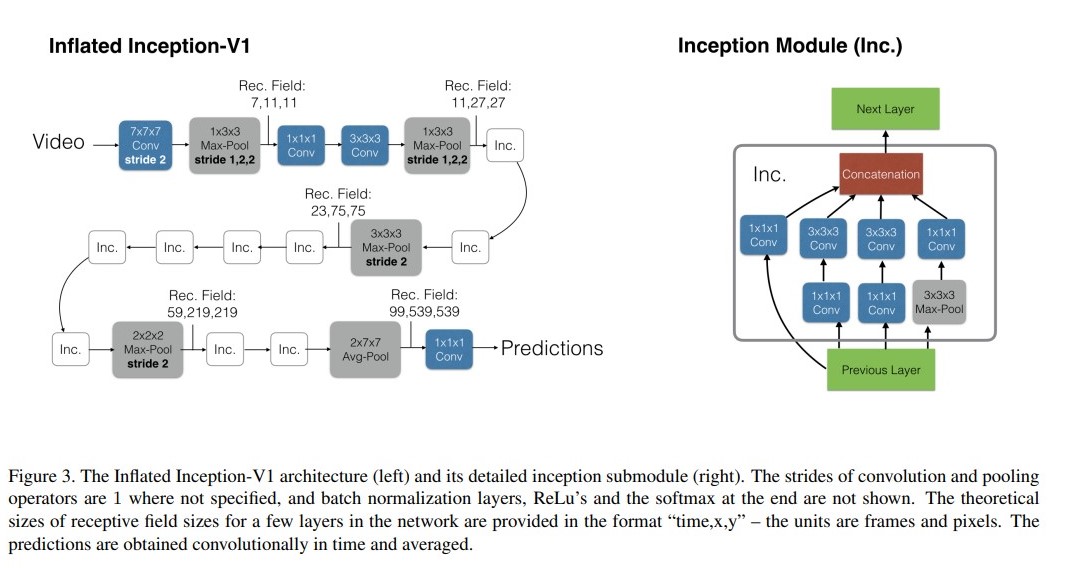 Inflated Inception-V1
Rec. Field:
7,11,11
Rec. Field:
11,27,27
Video
7x7x7
Conv
stride 2
1x3x3
Max-Pool
stride 1,2,2
1x1x1
Conv
3x3x3
Conv
1x3x3
Max-Pool
stride 1,2,2
Inc.
Rec. Field:
23,75,75
Inc.
Inc.
Inc.
Inc.
3x3x3
Max-Pool
stride 2
Inc.
Rec. Field:
59,219,219
Rec. Field:
99,539,539
Inc.
2x2x2
Max-Pool
stride 2
Inc.
Inc.
2x7x7
Avg-Pool
1x1x1
Conv
Predictions
Inception Module (Inc.)
Next Layer
Inc.
Concatenation
1x1x1
Conv
3x3x3
Conv
3x3x3
Conv
1x1x1
Conv
1x1x1
Conv
1x1x1
Conv
3x3x3
Max-Pool
Previous Layer
Figure 3. The Inflated Inception-V1 architecture (left) and its detailed inception submodule (right). The strides of convolution and pooling
operators are 1 where not specified, and batch normalization layers, ReLu's and the softmax at the end are not shown. The theoretical
sizes of receptive field sizes for a few layers in the network are provided in the format “time,x,y” – the units are frames and pixels. The
predictions are obtained convolutionally in time and averaged.